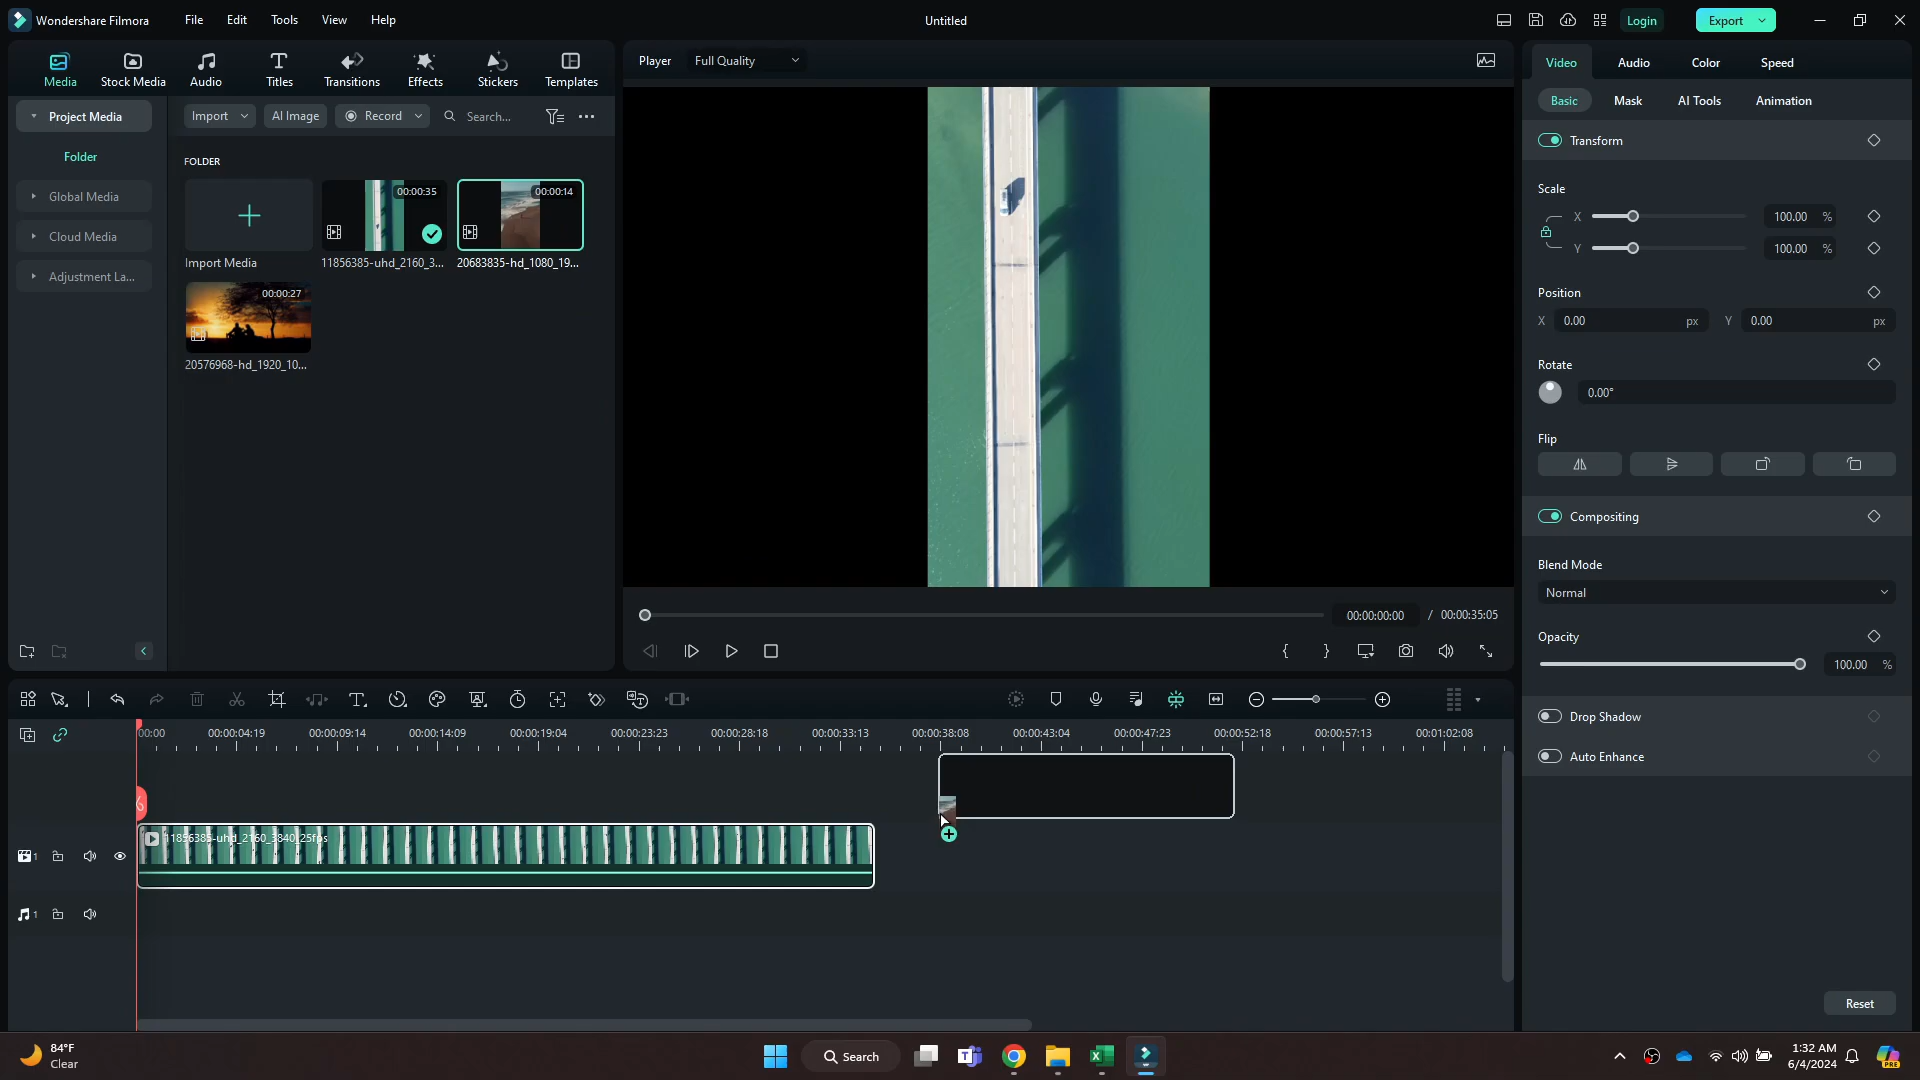 Wondershare Filmora
File
Edit
Tools
View
Help
Untitled
Login
Export
Media
Stock Media
Audio
Titles
Transitions
Effects
Stickers
Templates
Player
Full Quality
Video
Audio
Color
Speed
Project Media
Import
AI Image
Record
Search...
Basic
Mask
AI Tools
Animation
Transform
Folder
FOLDER
Global Media
Cloud Media
Adjustment La...
00:00:35
00:00:14
Import Media
11856385-uhd_2160_3...
20683835-hd_1080_19...
00:00:27
20576968-hd_1920_10...
Scale
X
100.00
%
Y
100.00
%
Position
X
0.00
px
Y
0.00
px
Rotate
0.00°
Flip
Compositing
Blend Mode
Normal
Opacity
100.00
%
Drop Shadow
Auto Enhance
Reset
00:00:00:00
/
00:00:35:05
00:00
00:00:04:19
00:00:09:14
00:00:14:09
00:00:19:04
00:00:23:23
00:00:28:18
00:00:33:13
00:00:38:08
00:00:43:04
00:00:47:23
00:00:52:18
00:00:57:13
00:01:02:08
11856385-uhd_2160_3840_25fps
1
1
84°F
Clear
Search
1:32 AM
6/4/2024
PRE